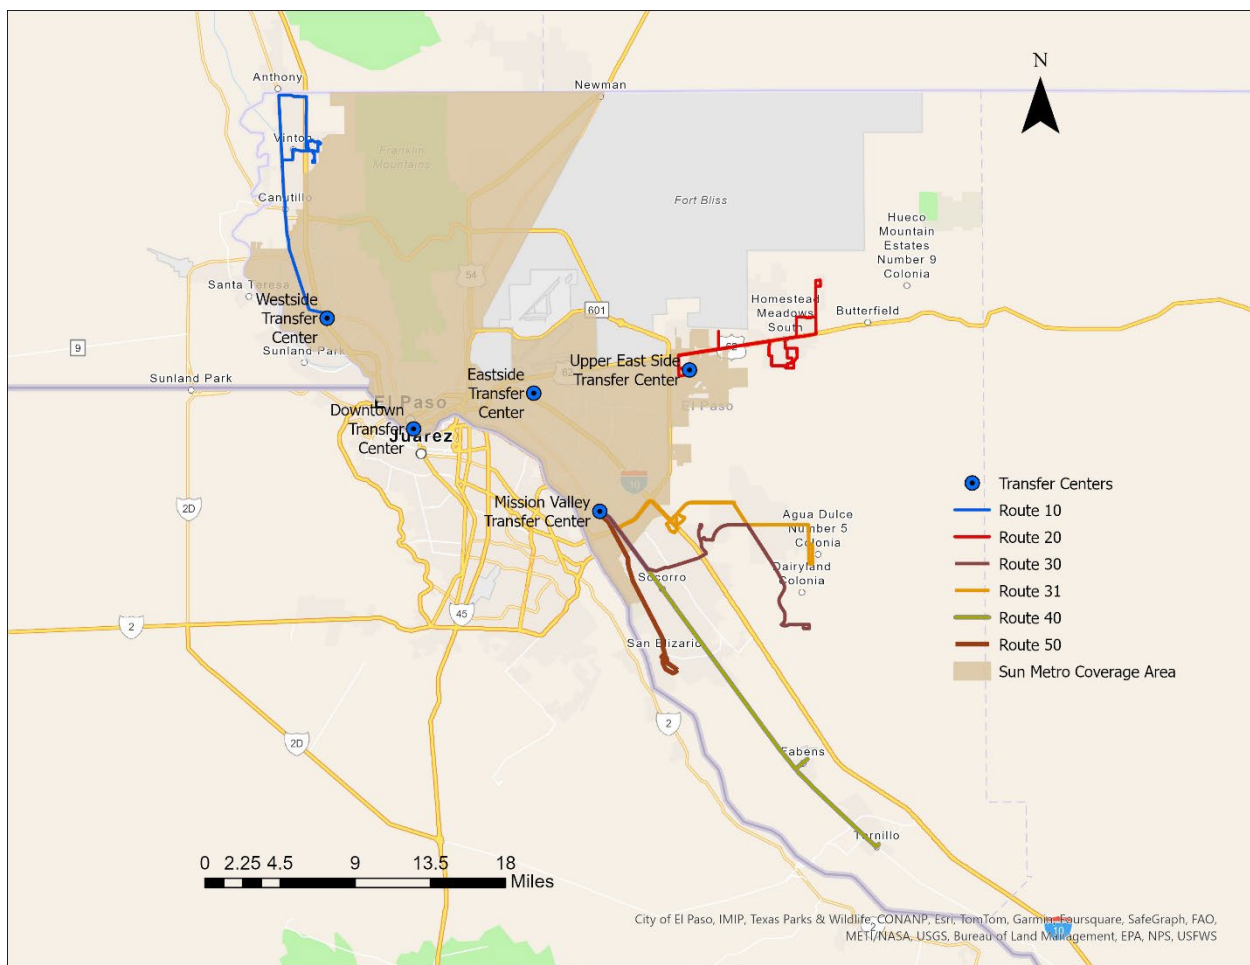 N
Anthony
Newman
Vinton
Franklin
Mountains
Canutillo
Fort Bliss
Hueco
Mountain
Estates
Number 9
Colonia
54
Santa Teresa
Westside
Transfer
Center
601
Homestead
Meadows
South
Butterfield
9
Sunland Park
62
62
Upper East Side
Transfer Center
Sunland Park
Eastside
Transfer
Center
El Paso
El Paso
Downtown
Transfer
Center
Juárez
10
Mission Valley
Transfer Center
2D
Agua Dulce
Number 5
Colonia
Dairyland
Colonia
Socorro
45
2
San Elizario
2
2D
Fabens
Tornillo
Transfer Centers
Route 10
Route 20
Route 30
Route 31
Route 40
Route 50
Sun Metro Coverage Area
0 2.25 4.5 9 13.5 18
Miles
City of El Paso, IMIP, Texas Parks & Wildlife, CONANP, Esri, TomTom, Garmin, Foursquare, SafeGraph, FAO,
METI/NASA, USGS, Bureau of Land Management, EPA, NPS, USFWS
2
10